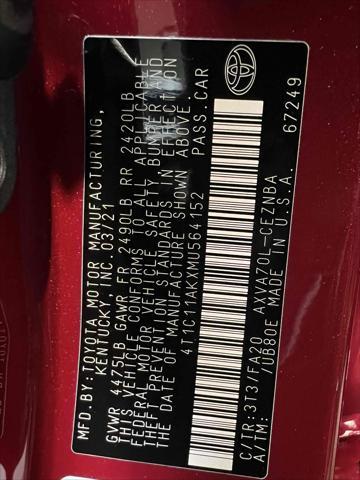 MFD. BY: TOYOTA MOTOR MANUFACTURING,
KENTUCKY, INC. 03/21
GVWR 4475LB GAWR FR 2490LB RR 2420LB
THIS VEHICLE CONFORMS TO ALL APPLICABLE
FEDERAL MOTOR VEHICLE SAFETY, BUMPER AND
THEFT PREVENTION STANDARDS IN EFFECT ON
THE DATE OF MANUFACTURE SHOWN ABOVE.
4T1C11AKXMU564152 PASS. CAR
C/TR: 3T3/FA20 AXVA70L-CEZNBA
A/TM: /UB80E MADE IN U.S.A. 67249